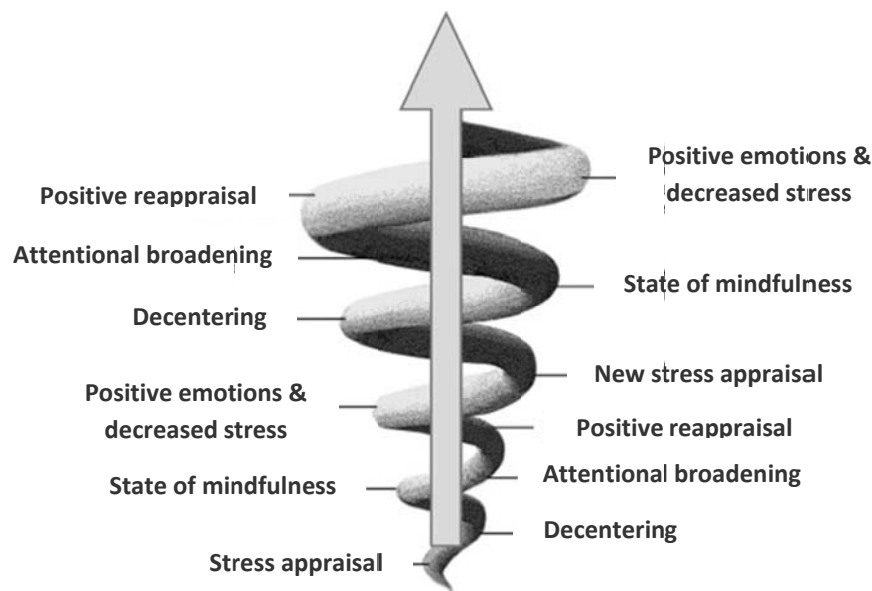 Positive emotions &
decreased stress
Positive reappraisal
Attentional broadening
State of mindfulness
Decentering
New stress appraisal
Positive emotions &
decreased stress
Positive reappraisal
Attentional broadening
State of mindfulness
Decentering
Stress appraisal